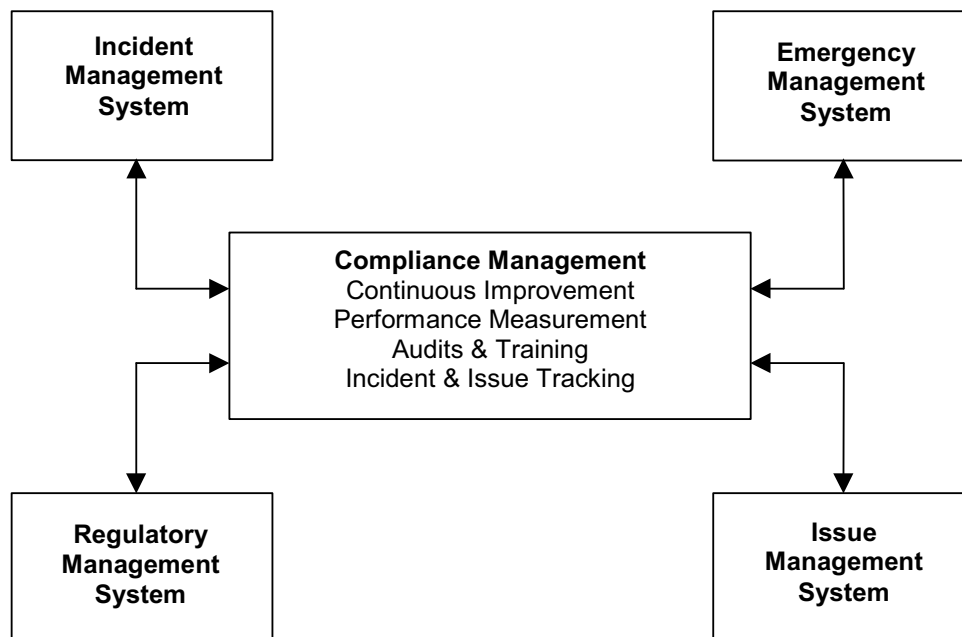 Incident
Management
System
Emergency
Management
System
Compliance Management
Continuous Improvement
Performance Measurement
Audits & Training
Incident & Issue Tracking
Regulatory
Management
System
Issue
Management
System